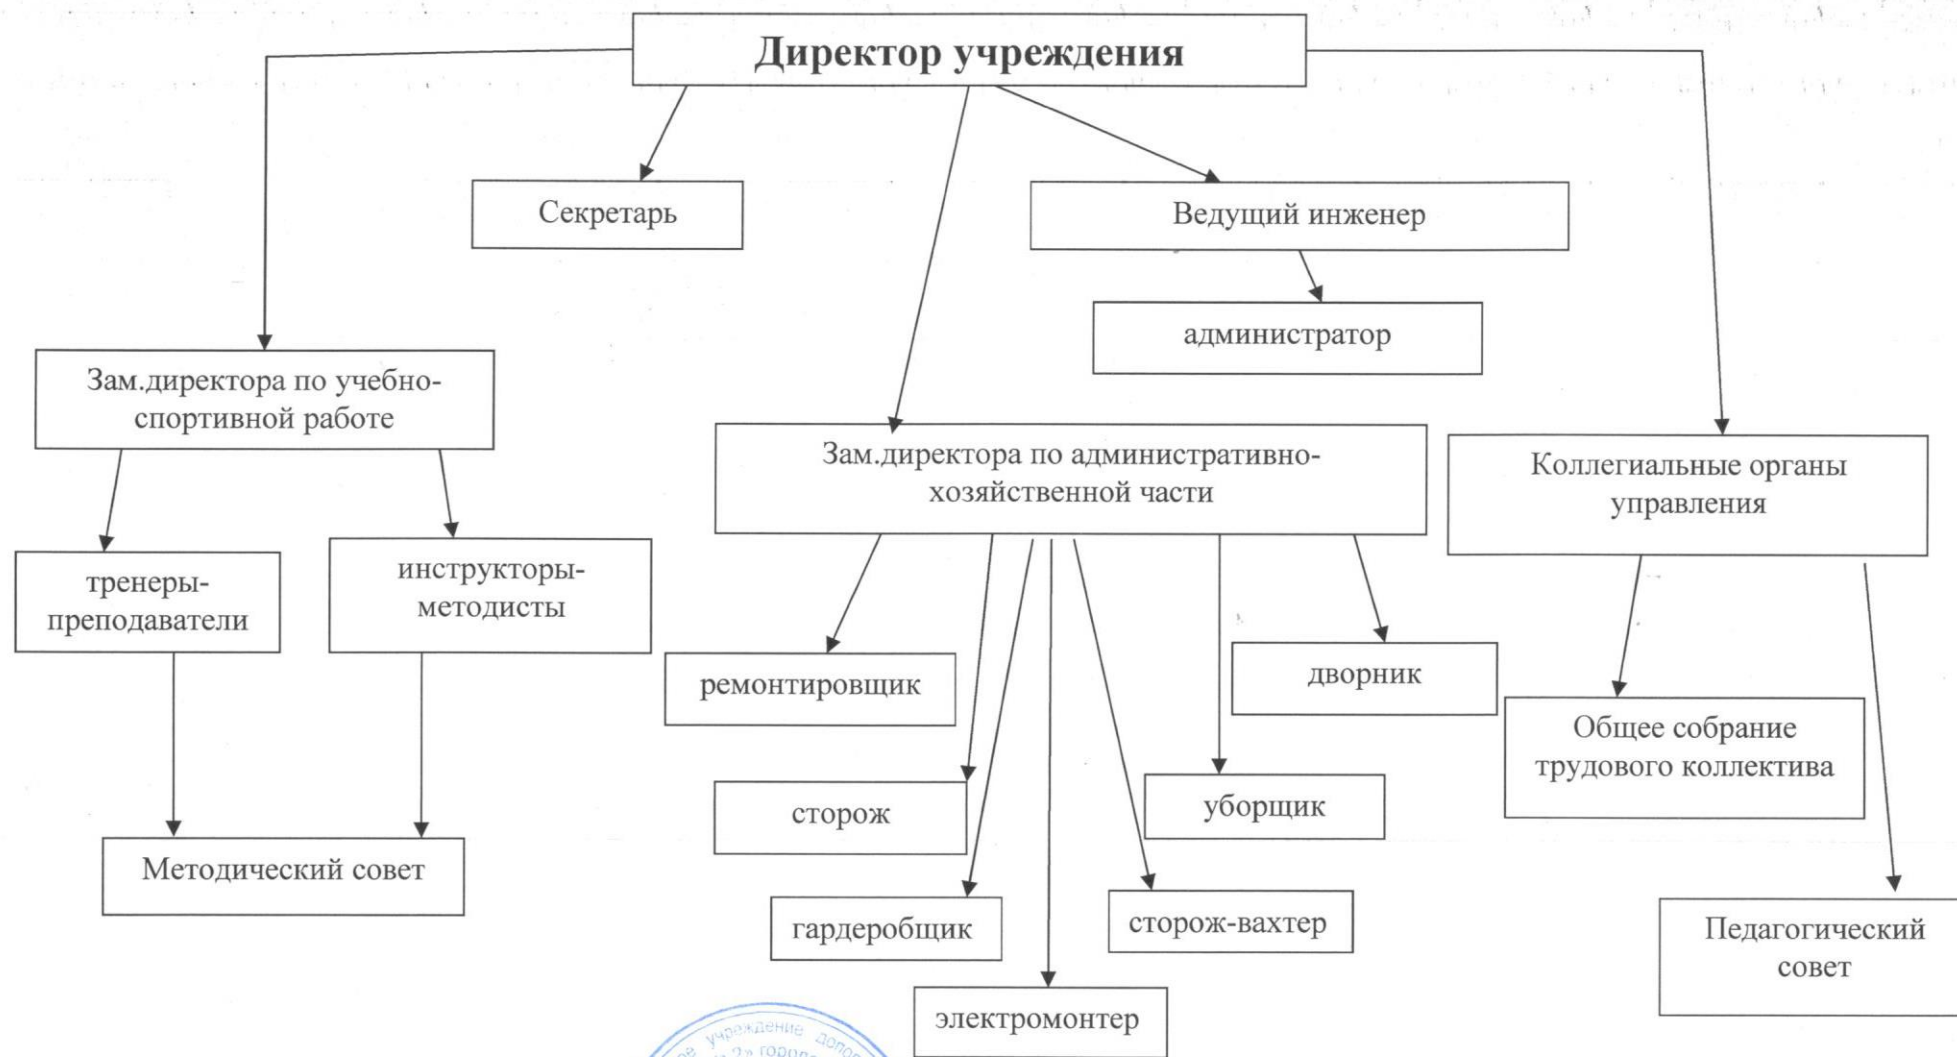 Директор учреждения
Секретарь
Ведущий инженер
администратор
Зам.директора по учебно-
спортивной работе
Зам.директора по административно-
хозяйственной части
Коллегиальные органы
управления
тренеры-
преподаватели
инструкторы-
методисты
ремонтировщик
дворник
Общее собрание
трудового коллектива
сторож
уборщик
Методический совет
гардеробщик
сторож-вахтер
Педагогический
совет
электромонтер
учреждение